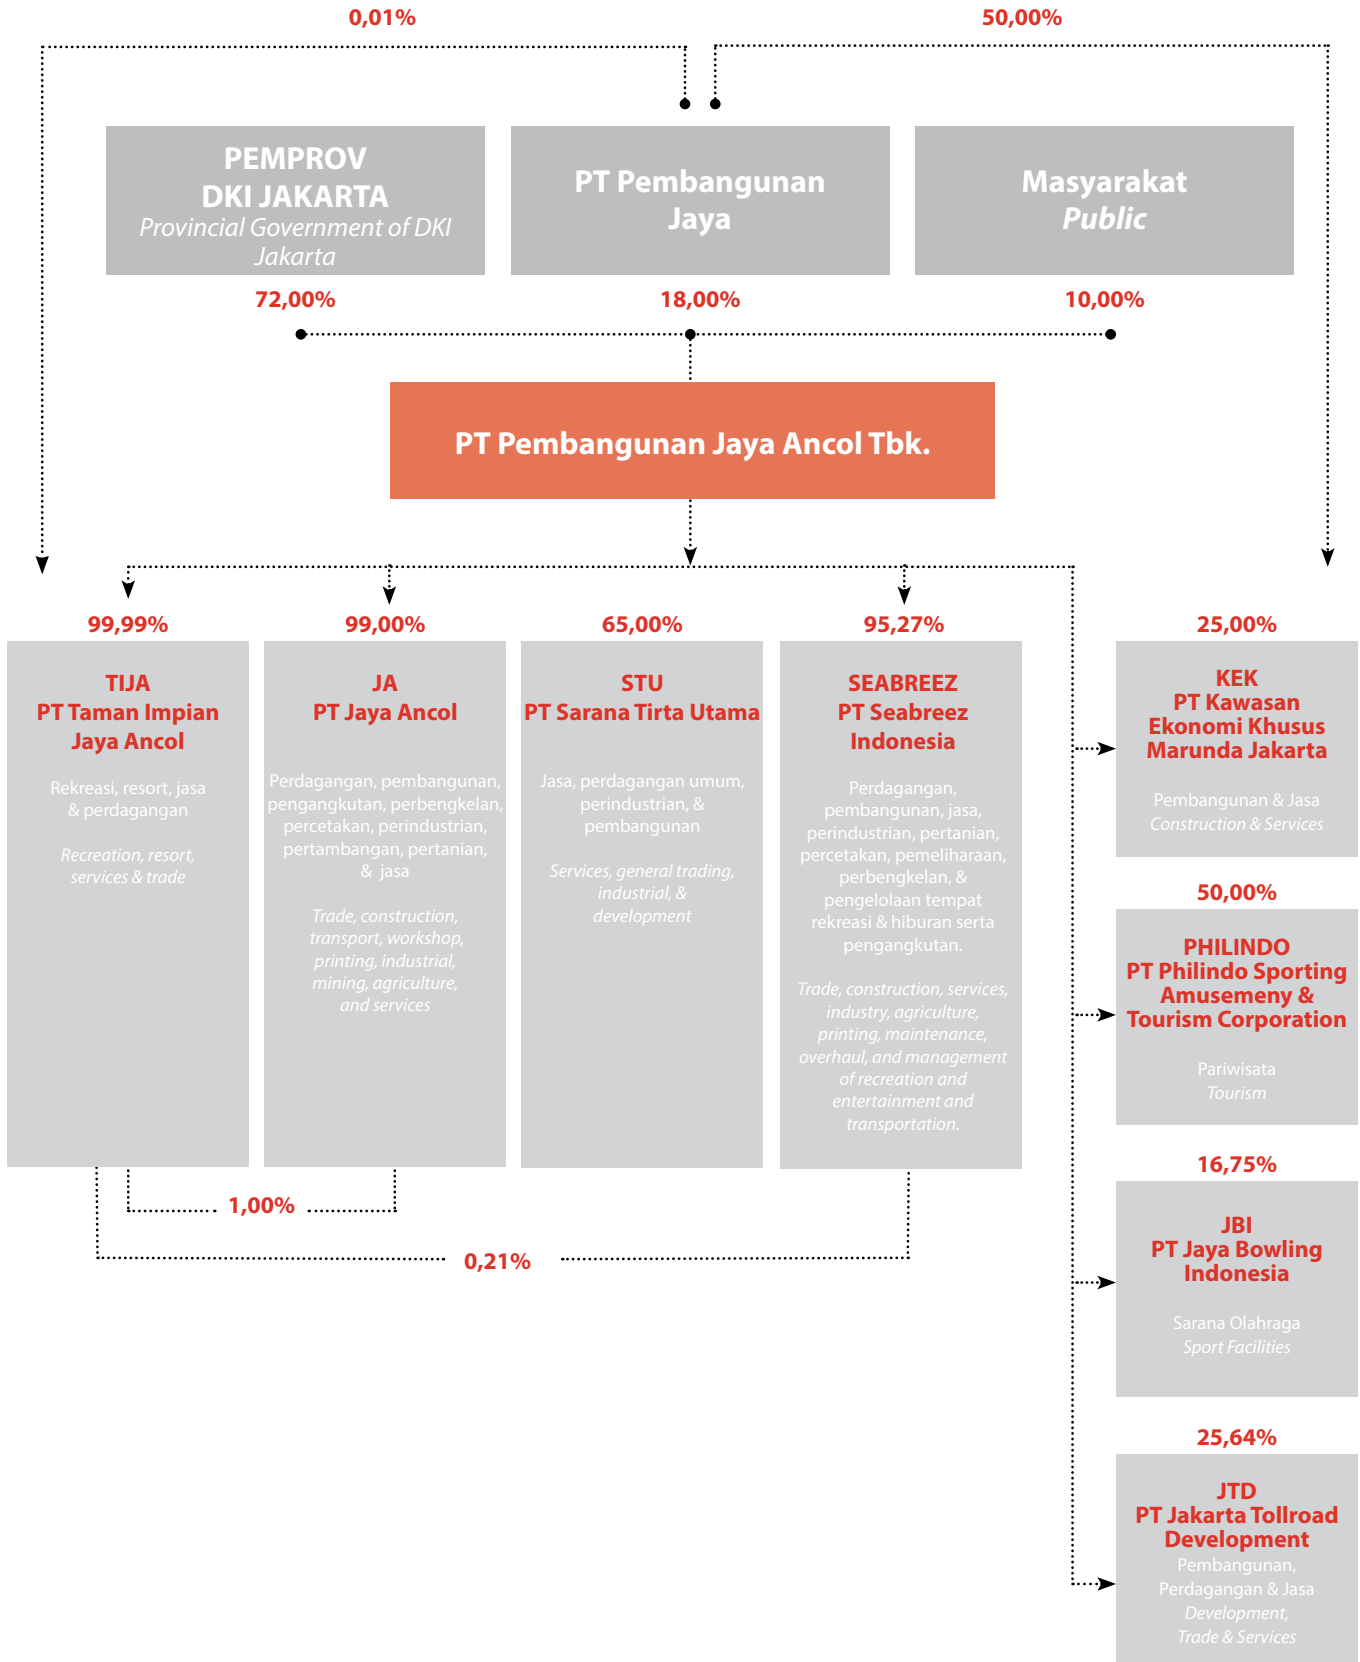 0,01%
50,00%
PEMPROV
DKI JAKARTA
Provincial Government of DKI
Jakarta
PT Pembangunan
Jaya
Masyarakat
Public
72,00%
18,00%
10,00%
PT Pembangunan Jaya Ancol Tbk.
99,99%
TIJA
PT Taman Impian
Jaya Ancol
Rekreasi, resort, jasa
& perdagangan
Recreation, resort,
services & trade
99,00%
JA
PT Jaya Ancol
Perdagangan, pembangunan,
pengangkutan, perbengkelan,
percetakan, perindustrian,
pertambangan, pertanian,
& jasa
Trade, construction,
transport, workshop,
printing, industrial,
mining, agriculture,
and services
65,00%
STU
PT Sarana Tirta Utama
Jasa, perdagangan umum,
perindustrian, &
pembangunan
Services, general trading,
industrial, &
development
95,27%
SEABREEZ
PT Seabreez
Indonesia
Perdagangan,
pembangunan, jasa,
perindustrian, pertanian,
percetakan, pemeliharaan,
perbengkelan, &
pengelolaan tempat
rekreasi & hiburan serta
pengangkutan.
Trade, construction, services,
industry, agriculture,
printing, maintenance,
overhaul, and management
of recreation and
entertainment and
transportation.
25,00%
KEK
PT Kawasan
Ekonomi Khusus
Marunda Jakarta
Pembangunan & Jasa
Construction & Services
50,00%
PHILINDO
PT Philindo Sporting
Amusemeny &
Tourism Corporation
Pariwisata
Tourism
16,75%
JBI
PT Jaya Bowling
Indonesia
Sarana Olahraga
Sport Facilities
25,64%
JTD
PT Jakarta Tollroad
Development
Pembangunan,
Perdagangan & Jasa
Development,
Trade & Services
1,00%
0,21%